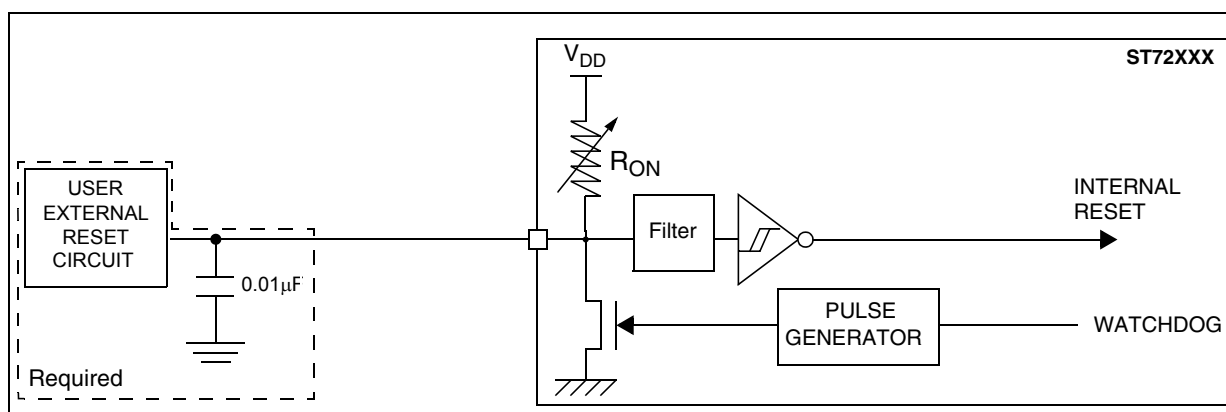 ST72XXX
VDD
RON
USER
EXTERNAL
RESET
CIRCUIT
0.01μF
Required
Filter
INTERNAL
RESET
PULSE
GENERATOR
WATCHDOG